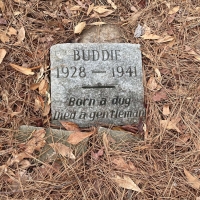 BUDDIE
1928 — 1941
Born a dog
Died a gentleman